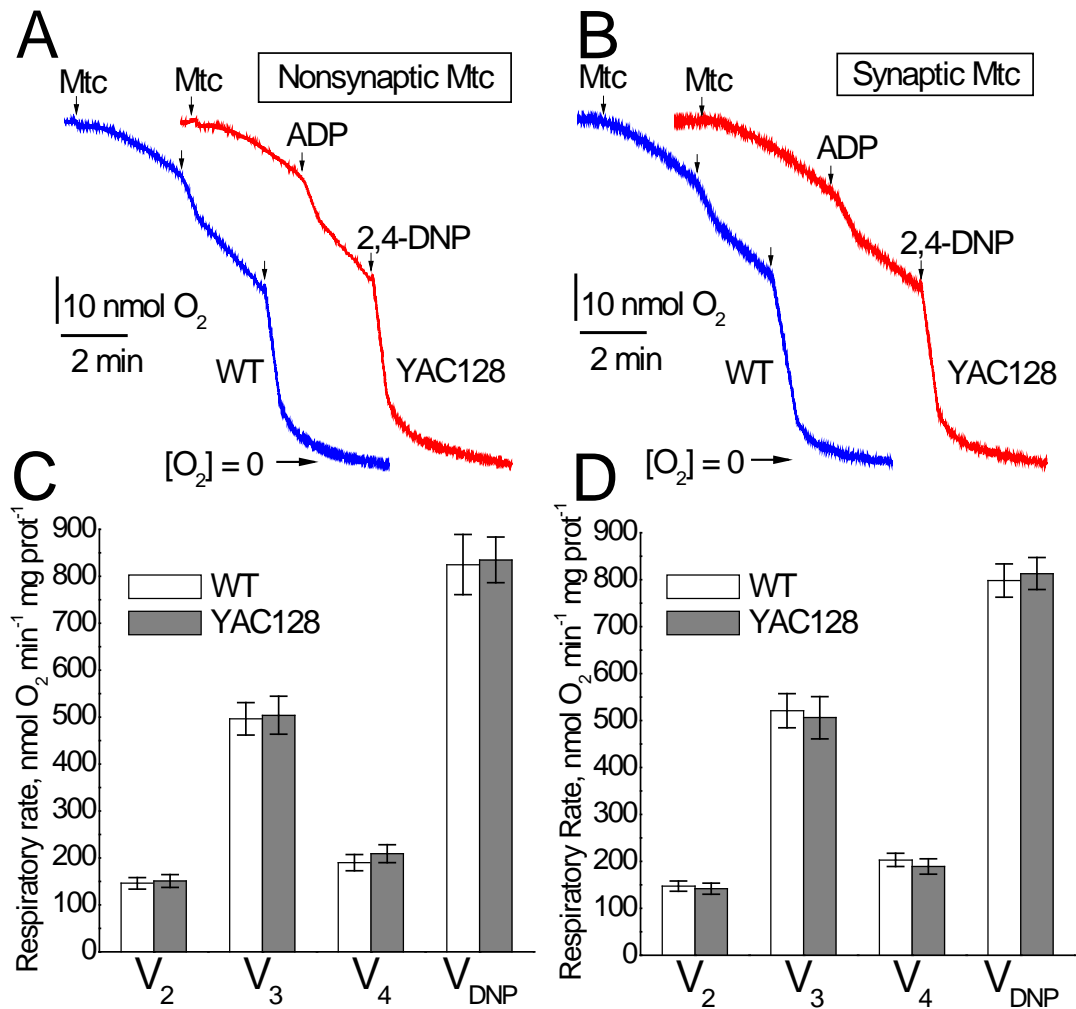 A
Mtc
Mtc
Nonsynaptic Mtc
ADP
2,4-DNP
10 nmol O₂
2 min
WT
YAC128
[O₂] = 0
B
Mtc
Mtc
Synaptic Mtc
ADP
2,4-DNP
10 nmol O₂
2 min
WT
YAC128
[O₂] = 0
C
Respiratory rate, nmol O₂ min⁻¹ mg prot⁻¹
900
800
700
600
500
400
300
200
100
0
WT
YAC128
V₂
V₃
V₄
V_DNP
D
Respiratory Rate, nmol O₂ min⁻¹ mg prot⁻¹
900
800
700
600
500
400
300
200
100
0
WT
YAC128
V₂
V₃
V₄
V_DNP